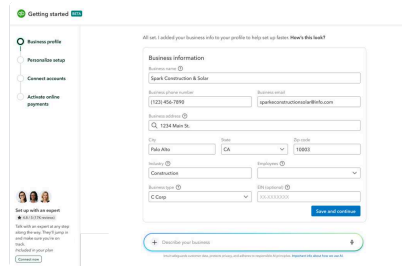 Getting started BETA
All set, I added your business info to your profile to help set up faster. How's this look?
Business profile
Personalize setup
Connect accounts
Activate online
payments
Business information
Business name
Spark Construction & Solar
Business phone number
Business email
(123) 456-7890
sparkconstructionsolar@info.com
Business address
1234 Main St.
City
State
Zip code
Palo Alto
CA
10003
Industry
Employees
Construction
Business type
EIN (optional)
C Corp
XX-XXXXXXX
Save and continue
Set up with an expert
Talk with an expert at any step
along the way. They'll jump in
and make sure you're on
track.
Included in your plan
Connect now
Describe your business